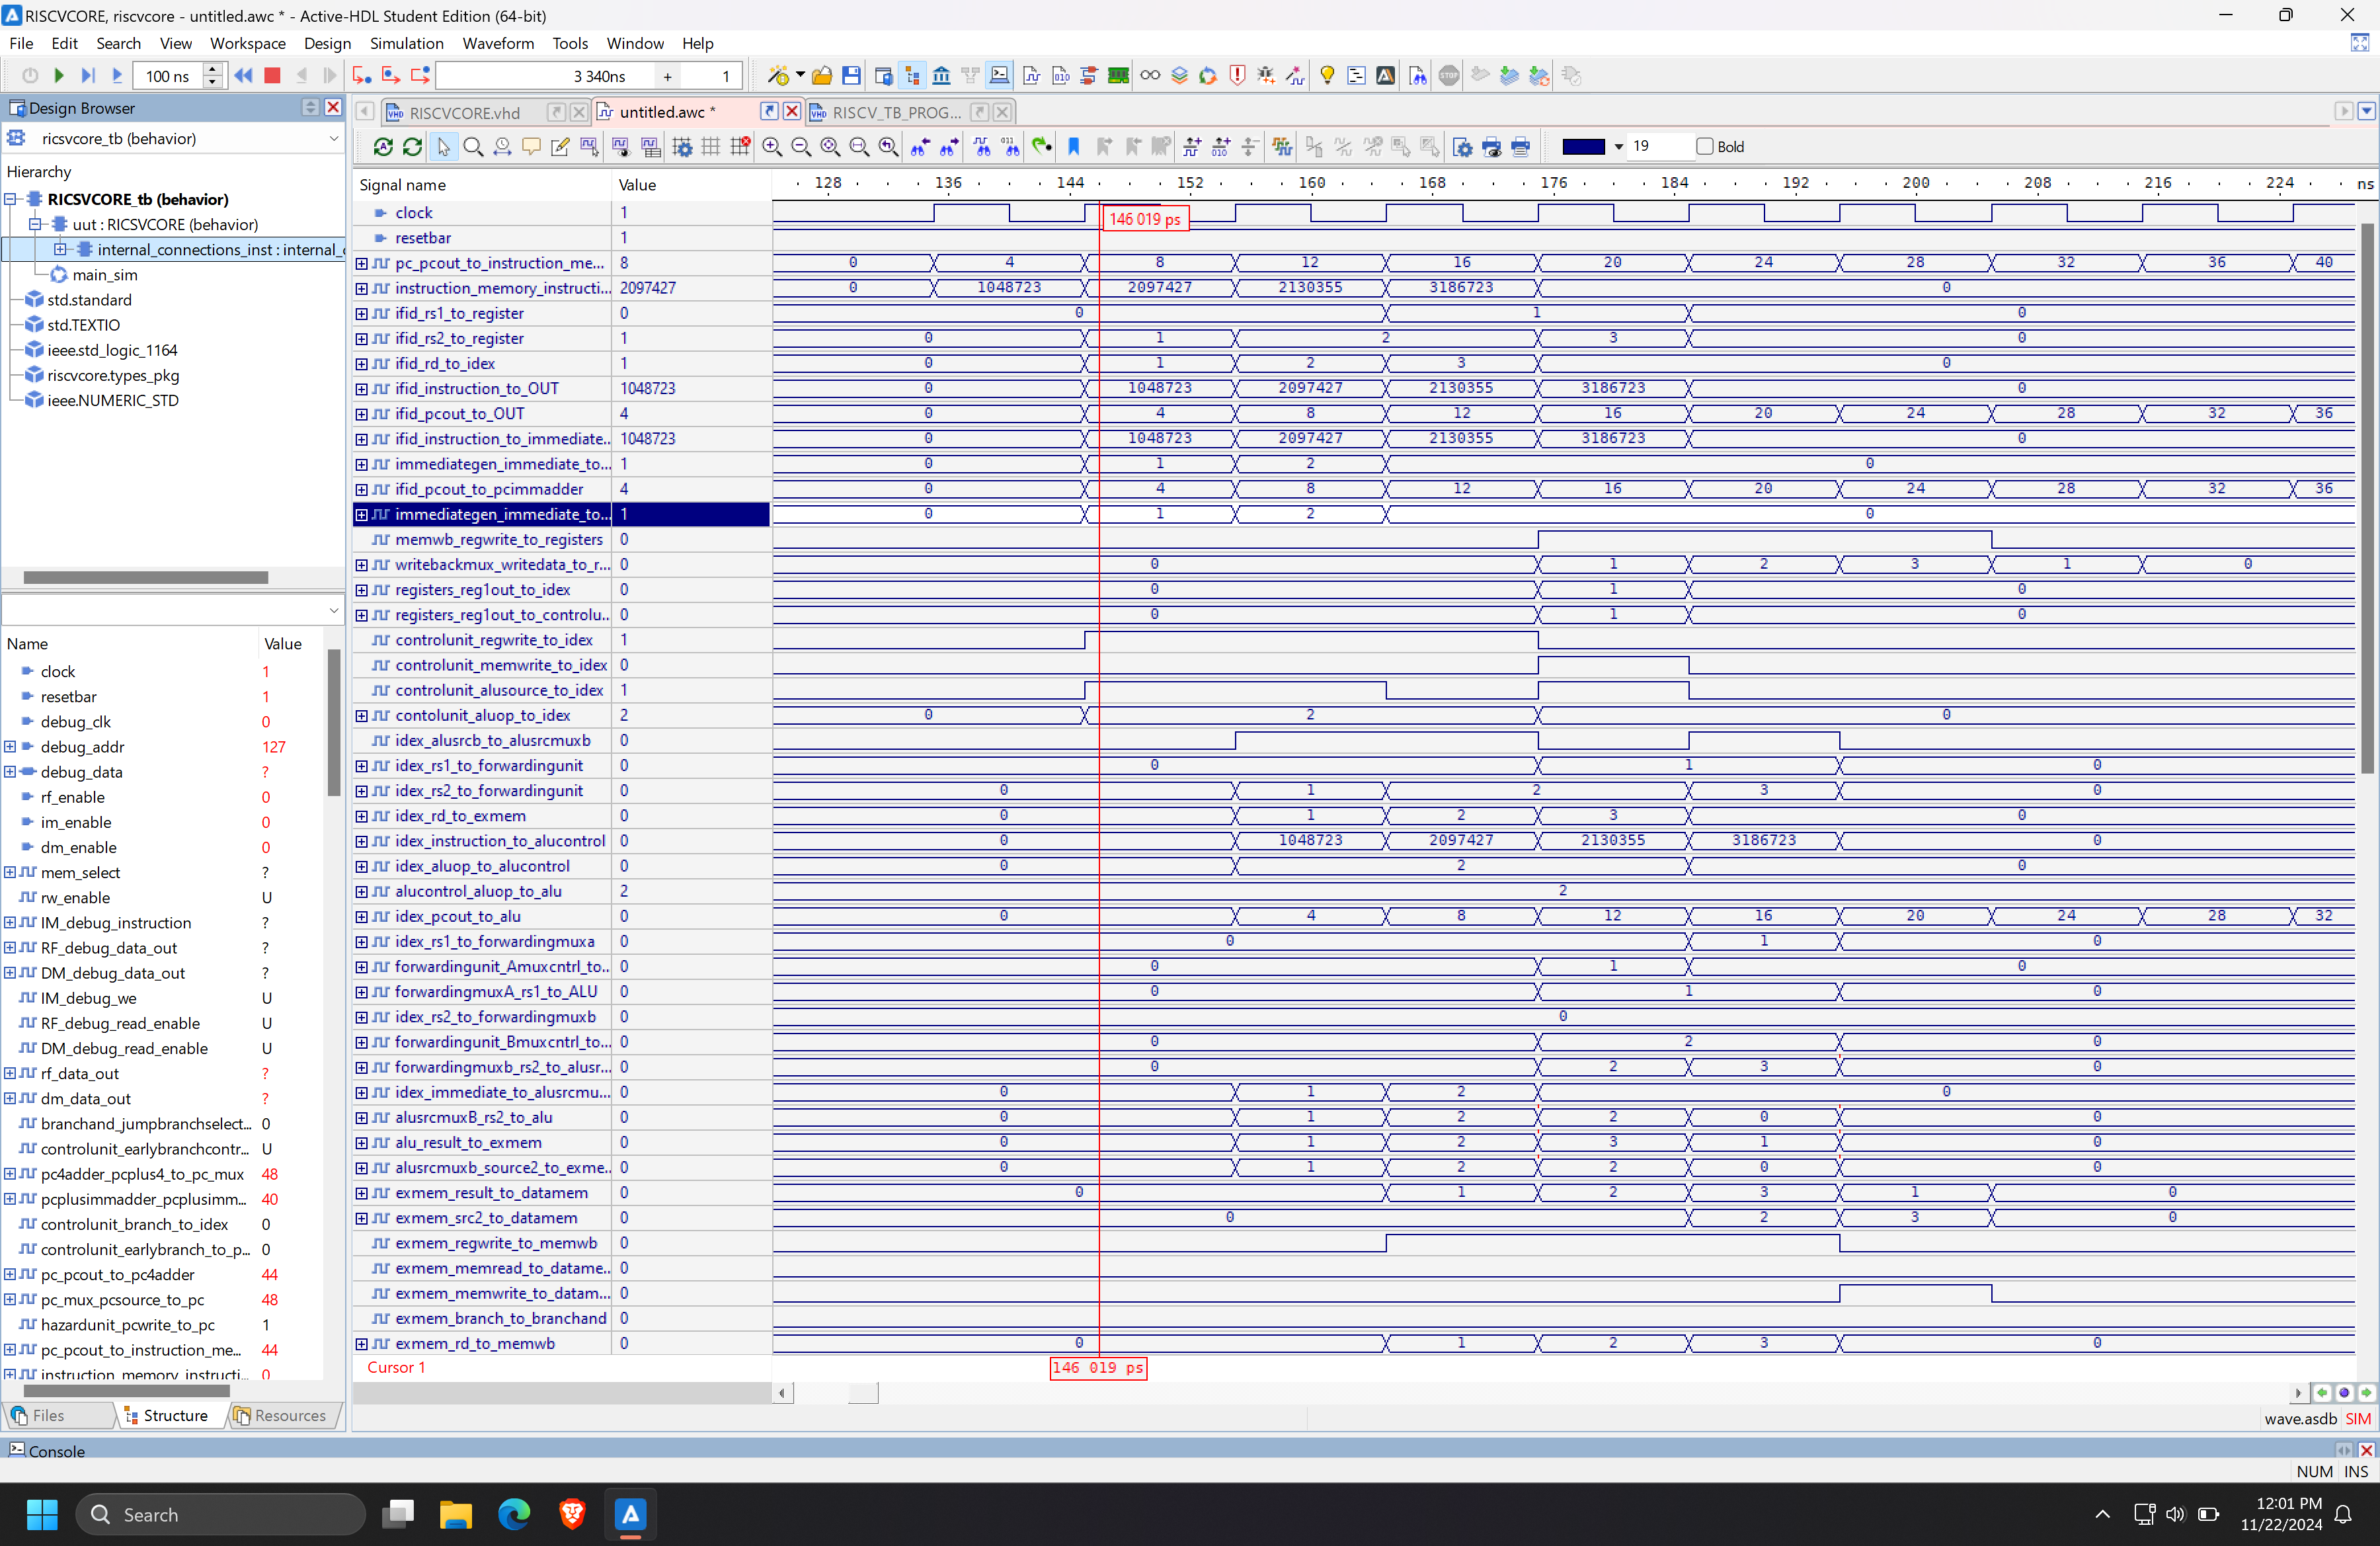 RISCVCORE, riscvcore - untitled.awc * - Active-HDL Student Edition (64-bit)
File Edit Search View Workspace Design Simulation Tools Window Help
100 ns 3 340ns + 1
Design Browser
ricsvcore_tb (behavior)
Hierarchy
RICSVCORE_tb (behavior)
uut : RICSVCORE (behavior)
internal_connections_inst : internal_c
main_sim
std.standard
std.TEXTIO
ieee.std_logic_1164
riscvcore.types_pkg
ieee.NUMERIC_STD
Name Value
clock 1
resetbar 1
debug_clk 0
debug_addr 127
debug_data ?
rf_enable 0
im_enable 0
dm_enable 0
mem_select ?
rw_enable U
IM_debug_instruction ?
RF_debug_data_out ?
DM_debug_data_out ?
IM_debug_we U
RF_debug_read_enable U
DM_debug_read_enable U
rf_data_out ?
dm_data_out ?
branchand_jumpbranchselect... 0
controlunit_earlybranchcontr... U
pc4adder_pcplus4_to_pc_mux 48
pcplusimmadder_pcplusimm... 40
controlunit_branch_to_idex 0
controlunit_earlybranch_to_p... 0
pc_pcout_to_pc4adder 44
pc_mux_pcsource_to_pc 48
hazardunit_pcwrite_to_pc 1
pc_pcout_to_instruction_me... 44
instruction_memory_instructi... 0
Files Structure Resources
RISCVCORE.vhd untitled.awc * RISCV_TB_PROG...
19 Bold
Signal name Value 128 136 144 152 160 168 176 184 192 200 208 216 224 ns
clock 1 146 019 ps
resetbar 1
pc_pcout_to_instruction_me... 8 0 4 8 12 16 20 24 28 32 36 40
instruction_memory_instructi... 2097427 0 1048723 2097427 2130355 3186723 0
ifid_rs1_to_register 0 0 1 0
ifid_rs2_to_register 1 0 1 2 3 0
ifid_rd_to_idex 1 0 1 2 3 0
ifid_instruction_to_OUT 1048723 0 1048723 2097427 2130355 3186723 0
ifid_pcout_to_OUT 4 0 4 8 12 16 20 24 28 32 36
ifid_instruction_to_immediate... 1048723 0 1048723 2097427 2130355 3186723 0
immediategen_immediate_to... 1 0 1 2 0
ifid_pcout_to_pcimmadder 4 0 4 8 12 16 20 24 28 32 36
immediategen_immediate_to... 1 0 1 2 0
memwb_regwrite_to_registers 0
writebackmux_writedata_to_r... 0 0 1 2 3 1 0
registers_reg1out_to_idex 0 0 1 0
registers_reg1out_to_controlu... 0 0 1 0
controlunit_regwrite_to_idex 1
controlunit_memwrite_to_idex 0
controlunit_alusource_to_idex 1
contolunit_aluop_to_idex 2 0 2 0
idex_alusrcb_to_alusrcmuxb 0
idex_rs1_to_forwardingunit 0 0 1 0
idex_rs2_to_forwardingunit 0 0 1 2 3 0
idex_rd_to_exmem 0 0 1 2 3 0
idex_instruction_to_alucontrol 0 0 1048723 2097427 2130355 3186723 0
idex_aluop_to_alucontrol 0 0 2 0
alucontrol_aluop_to_alu 2 2
idex_pcout_to_alu 0 0 4 8 12 16 20 24 28 32
idex_rs1_to_forwardingmuxa 0 0 1 0
forwardingunit_Amuxcntrl_to... 0 0 1 0
forwardingmuxA_rs1_to_ALU 0 0 1 0
idex_rs2_to_forwardingmuxb 0 0
forwardingunit_Bmuxcntrl_to... 0 0 2 0
forwardingmuxb_rs2_to_alusr... 0 0 2 3 0
idex_immediate_to_alusrcmu... 0 0 1 2 0
alusrcmuxB_rs2_to_alu 0 0 1 2 2 0 0
alu_result_to_exmem 0 0 1 2 3 1 0
alusrcmuxb_source2_to_exme... 0 0 1 2 2 0 0
exmem_result_to_datamem 0 0 1 2 3 1 0
exmem_src2_to_datamem 0 0 2 3 0
exmem_regwrite_to_memwb 0
exmem_memread_to_datame... 0
exmem_memwrite_to_datam... 0
exmem_branch_to_branchand 0
exmem_rd_to_memwb 0 0 1 2 3 0
Cursor 1 146 019 ps
wave.asdb SIM
Console
NUM INS
Search
12:01 PM
11/22/2024